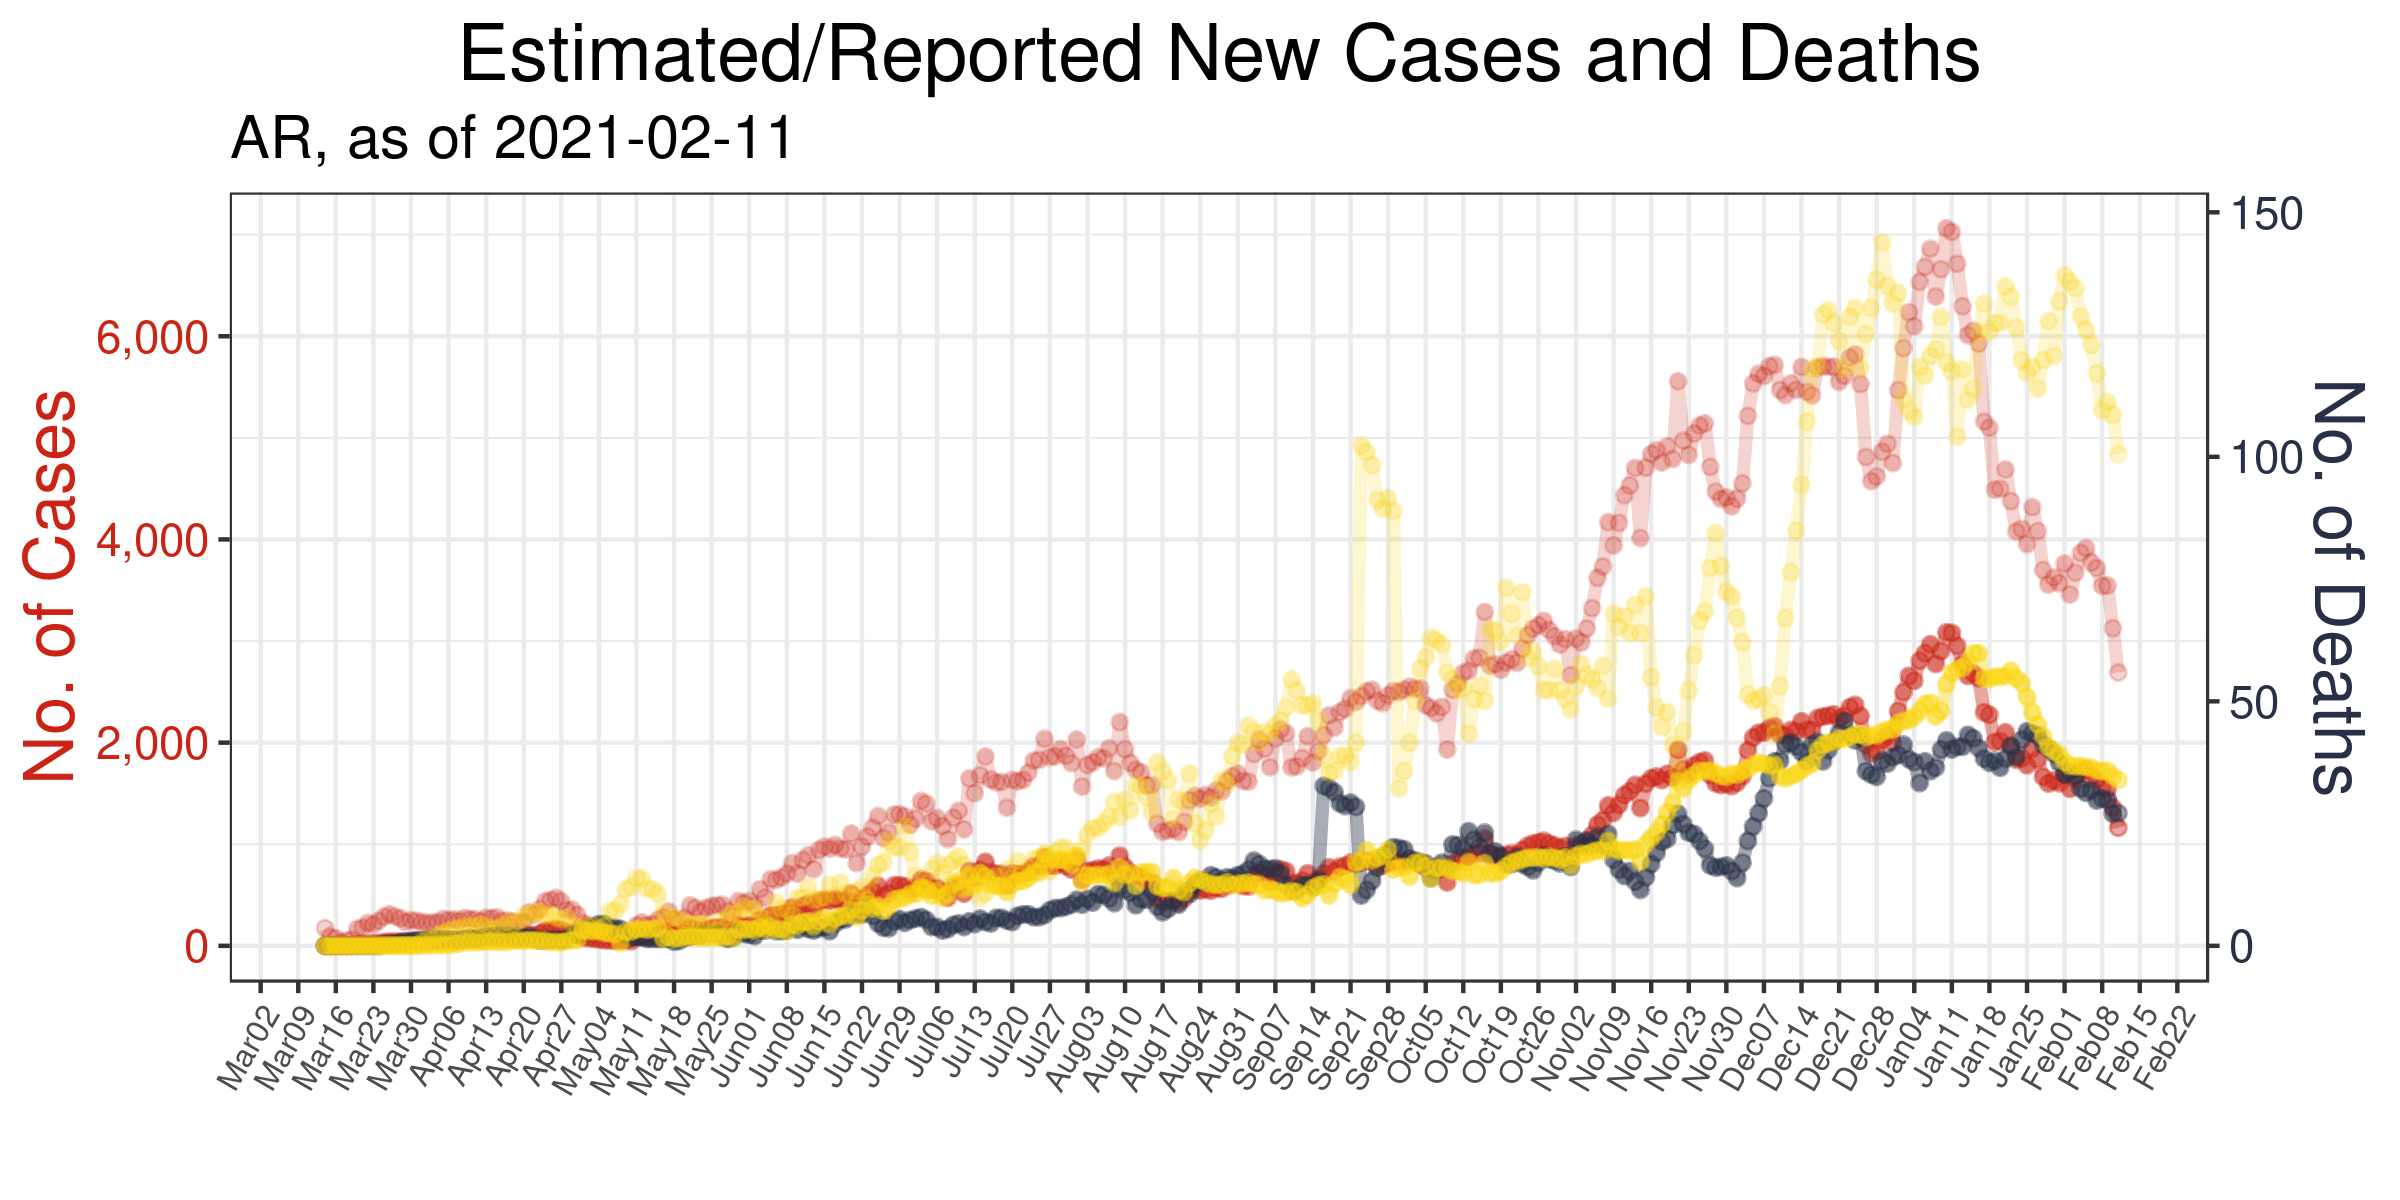 Estimated/Reported New Cases and Deaths
AR, as of 2021-02-11
No. of Cases
6,000
4,000
2,000
0
150
100
50
0
No. of Deaths
Mar02
Mar09
Mar16
Mar23
Mar30
Apr06
Apr13
Apr20
Apr27
May04
May11
May18
May25
Jun01
Jun08
Jun15
Jun22
Jun29
Jul06
Jul13
Jul20
Jul27
Aug03
Aug10
Aug17
Aug24
Aug31
Sep07
Sep14
Sep21
Sep28
Oct05
Oct12
Oct19
Oct26
Nov02
Nov09
Nov16
Nov23
Nov30
Dec07
Dec14
Dec21
Dec28
Jan04
Jan11
Jan18
Jan25
Feb01
Feb08
Feb15
Feb22